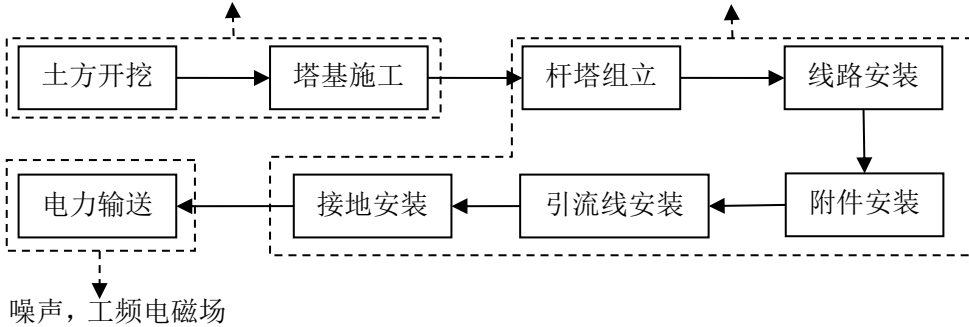 土方开挖
塔基施工
杆塔组立
线路安装
电力输送
接地安装
引流线安装
附件安装
噪声，工频电磁场